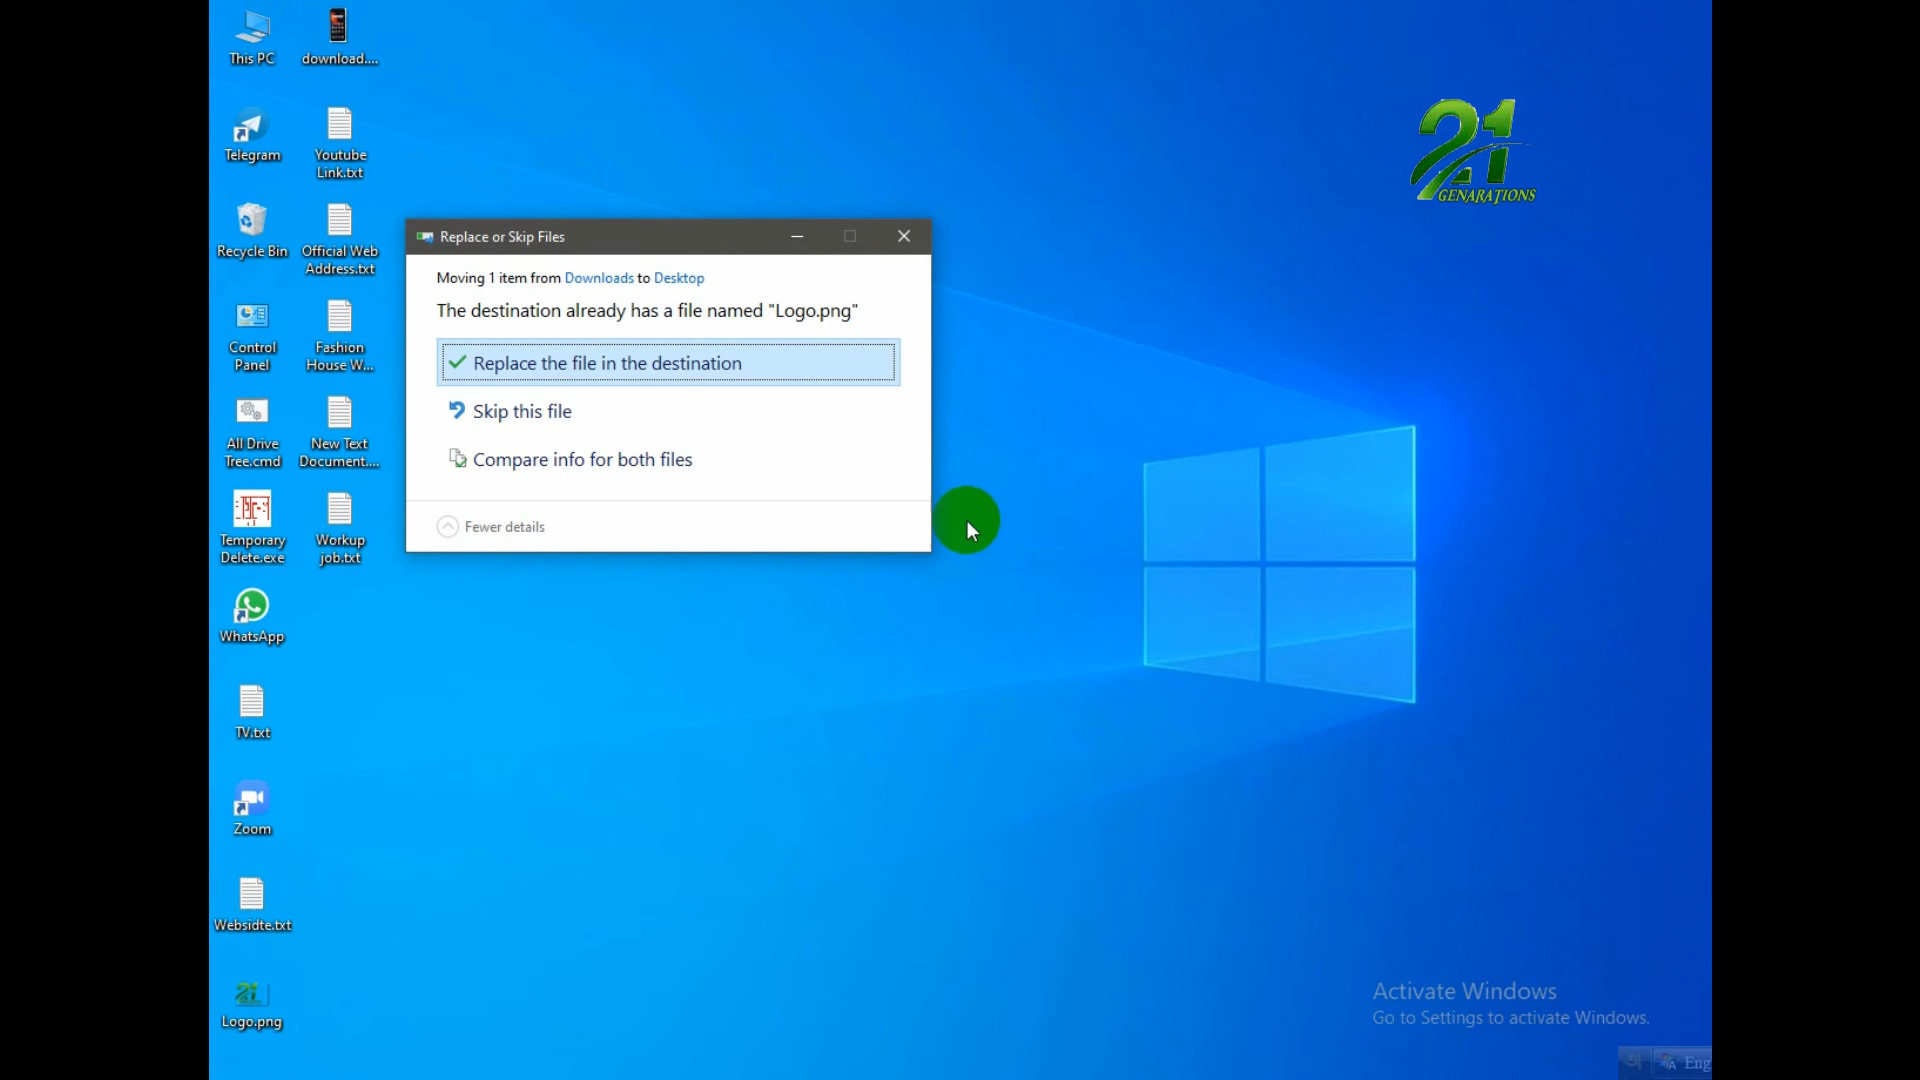 This PC
download....
Telegram
Youtube
Link.txt
Recycle Bin
Official Web
Address.txt
Control
Panel
Fashion
House W...
All Drive
Tree.cmd
New Text
Document....
Temporary
Delete.exe
Workup
job.txt
WhatsApp
TV.txt
Zoom
Websidte.txt
21
Logo.png
Replace or Skip Files
Moving 1 item from Downloads to Desktop
The destination already has a file named "Logo.png"
Replace the file in the destination
Skip this file
Compare info for both files
Fewer details
21
GENARATIONS
Activate Windows
Go to Settings to activate Windows.
Eng